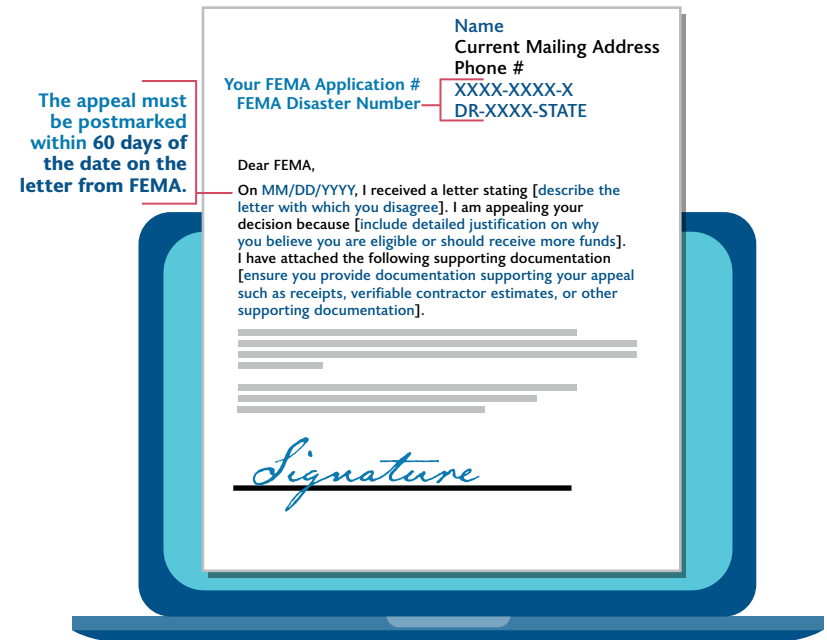 Name
Current Mailing Address
Phone #
Your FEMA Application #
XXXX-XXXX-X
FEMA Disaster Number
DR-XXXX-STATE
The appeal must
be postmarked
within 60 days of
the date on the
letter from FEMA.
Dear FEMA,
On MM/DD/YYYY, I received a letter stating [describe the
letter with which you disagree]. I am appealing your
decision because [include detailed justification on why
you believe you are eligible or should receive more funds].
I have attached the following supporting documentation
[ensure you provide documentation supporting your appeal
such as receipts, verifiable contractor estimates, or other
supporting documentation].
Signature